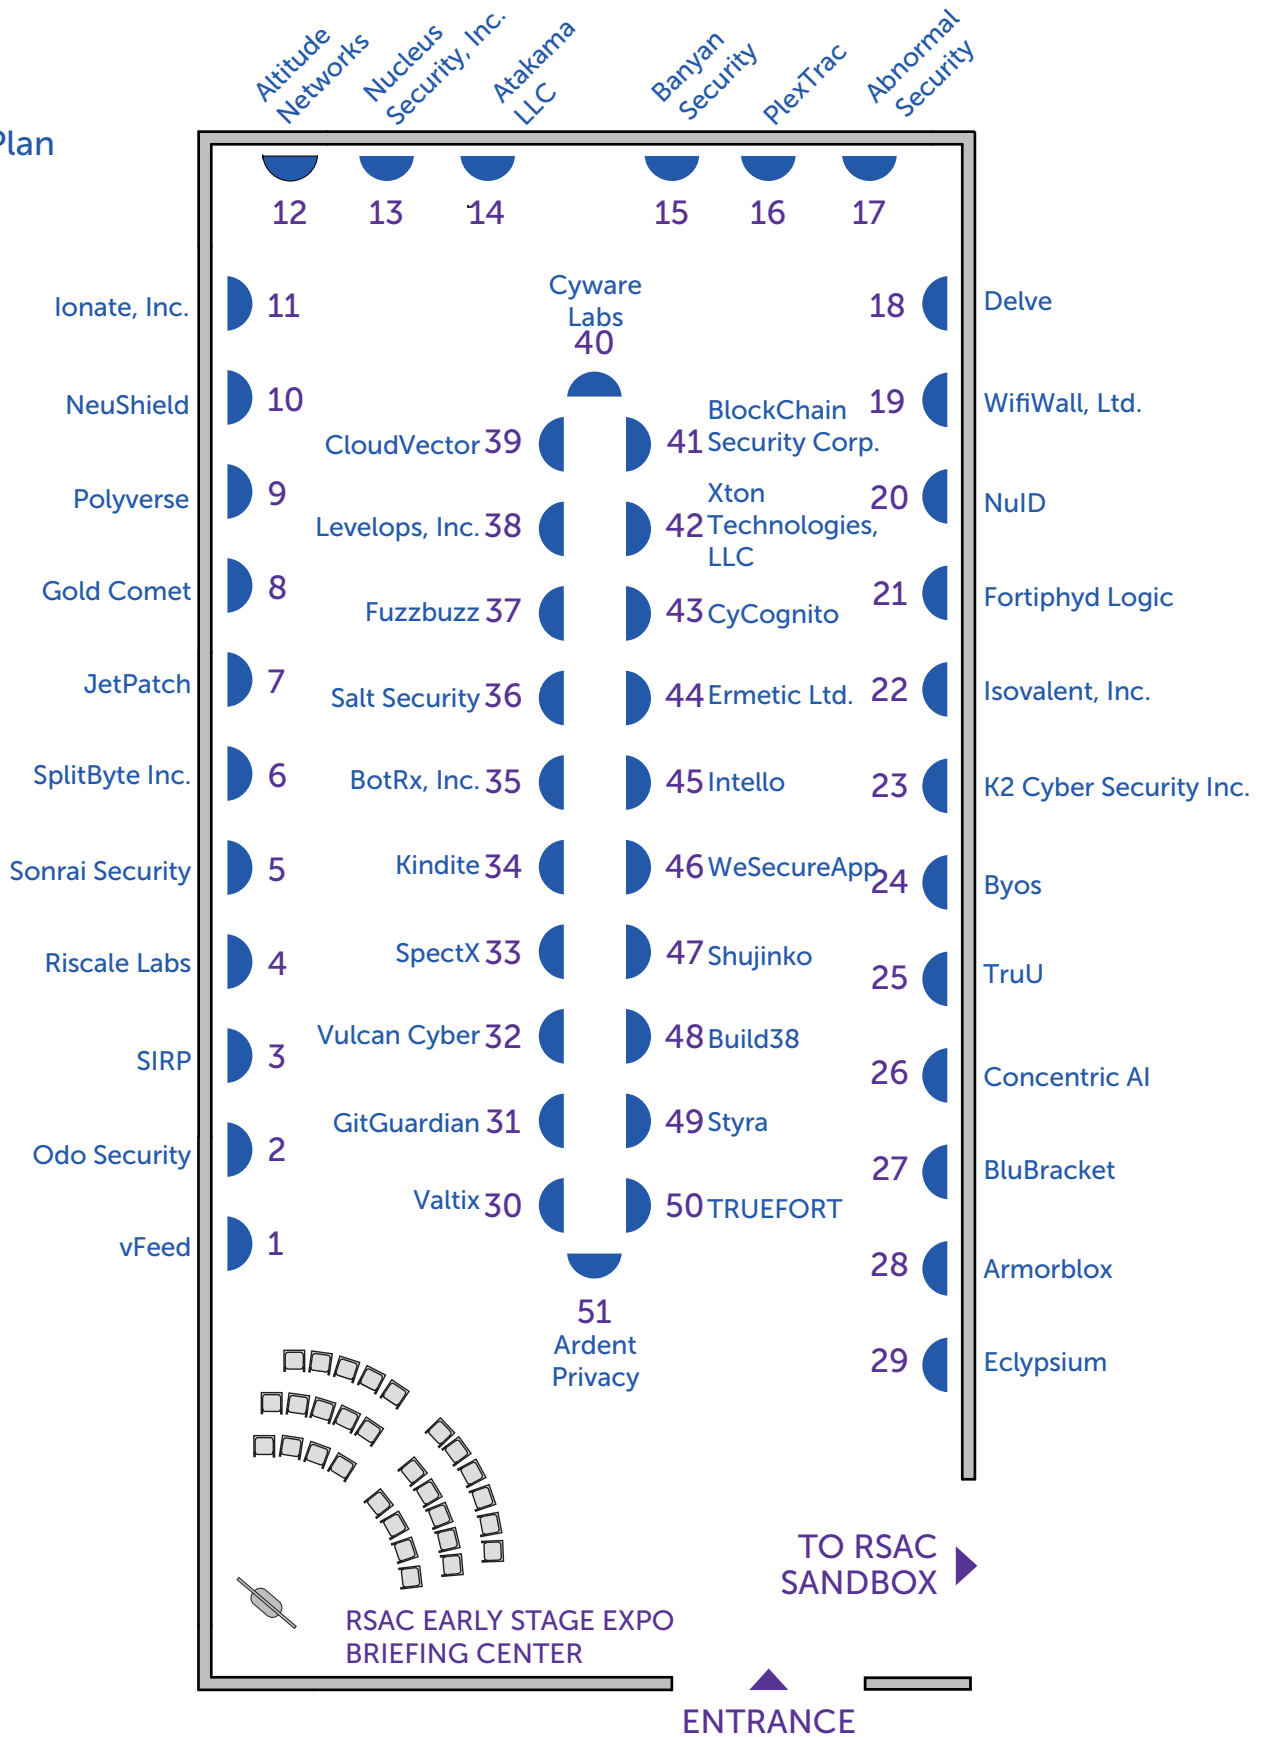 Plan
Altitude
Networks
Nucleus
Security, Inc.
Atakama
LLC
Banyan
Security
PlexTrac
Abnormal
Security
12
13
14
15
16
17
Ionate, Inc.
11
NeuShield
10
Polyverse
9
Gold Comet
8
JetPatch
7
SplitByte Inc.
6
Sonrai Security
5
Riscale Labs
4
SIRP
3
Odo Security
2
vFeed
1
Cyware
Labs
40
CloudVector 39
Levelops, Inc. 38
Fuzzbuzz 37
Salt Security 36
BotRx, Inc. 35
Kindite 34
SpectX 33
Vulcan Cyber 32
GitGuardian 31
Valtix 30
41 BlockChain
Security Corp.
42 Xton
Technologies,
LLC
43 CyCognito
44 Ermetic Ltd.
45 Intello
46 WeSecureApp
47 Shujinko
48 Build38
49 Styra
50 TRUEFORT
51
Ardent
Privacy
18 Delve
19 WifiWall, Ltd.
20 NuID
21 Fortiphyd Logic
22 Isovalent, Inc.
23 K2 Cyber Security Inc.
24 Byos
25 TruU
26 Concentric AI
27 BluBracket
28 Armorblox
29 Eclypsium
TO RSAC
SANDBOX
RSAC EARLY STAGE EXPO
BRIEFING CENTER
ENTRANCE